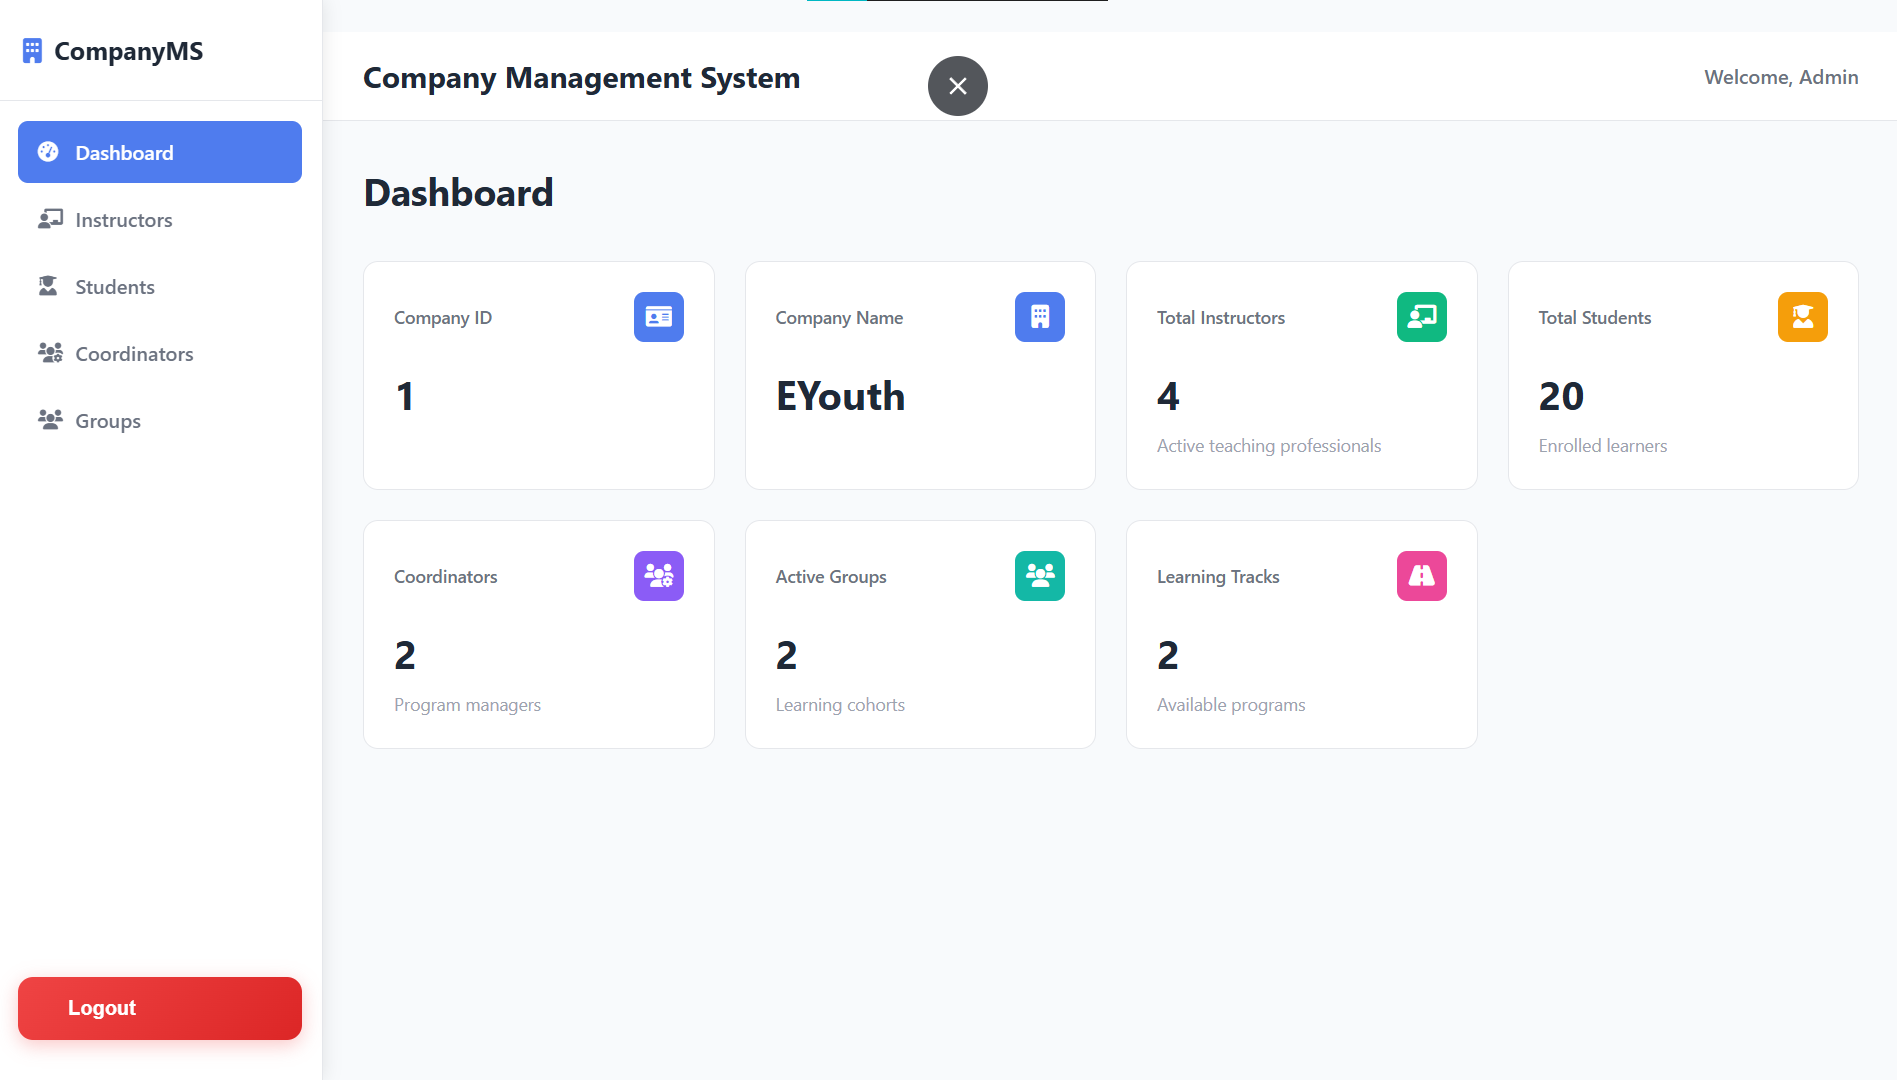 CompanyMS
Dashboard
Instructors
Students
Coordinators
Groups
Logout
Company Management System
Welcome, Admin
Dashboard
Company ID
1
Company Name
EYouth
Total Instructors
4
Active teaching professionals
Total Students
20
Enrolled learners
Coordinators
2
Program managers
Active Groups
2
Learning cohorts
Learning Tracks
2
Available programs